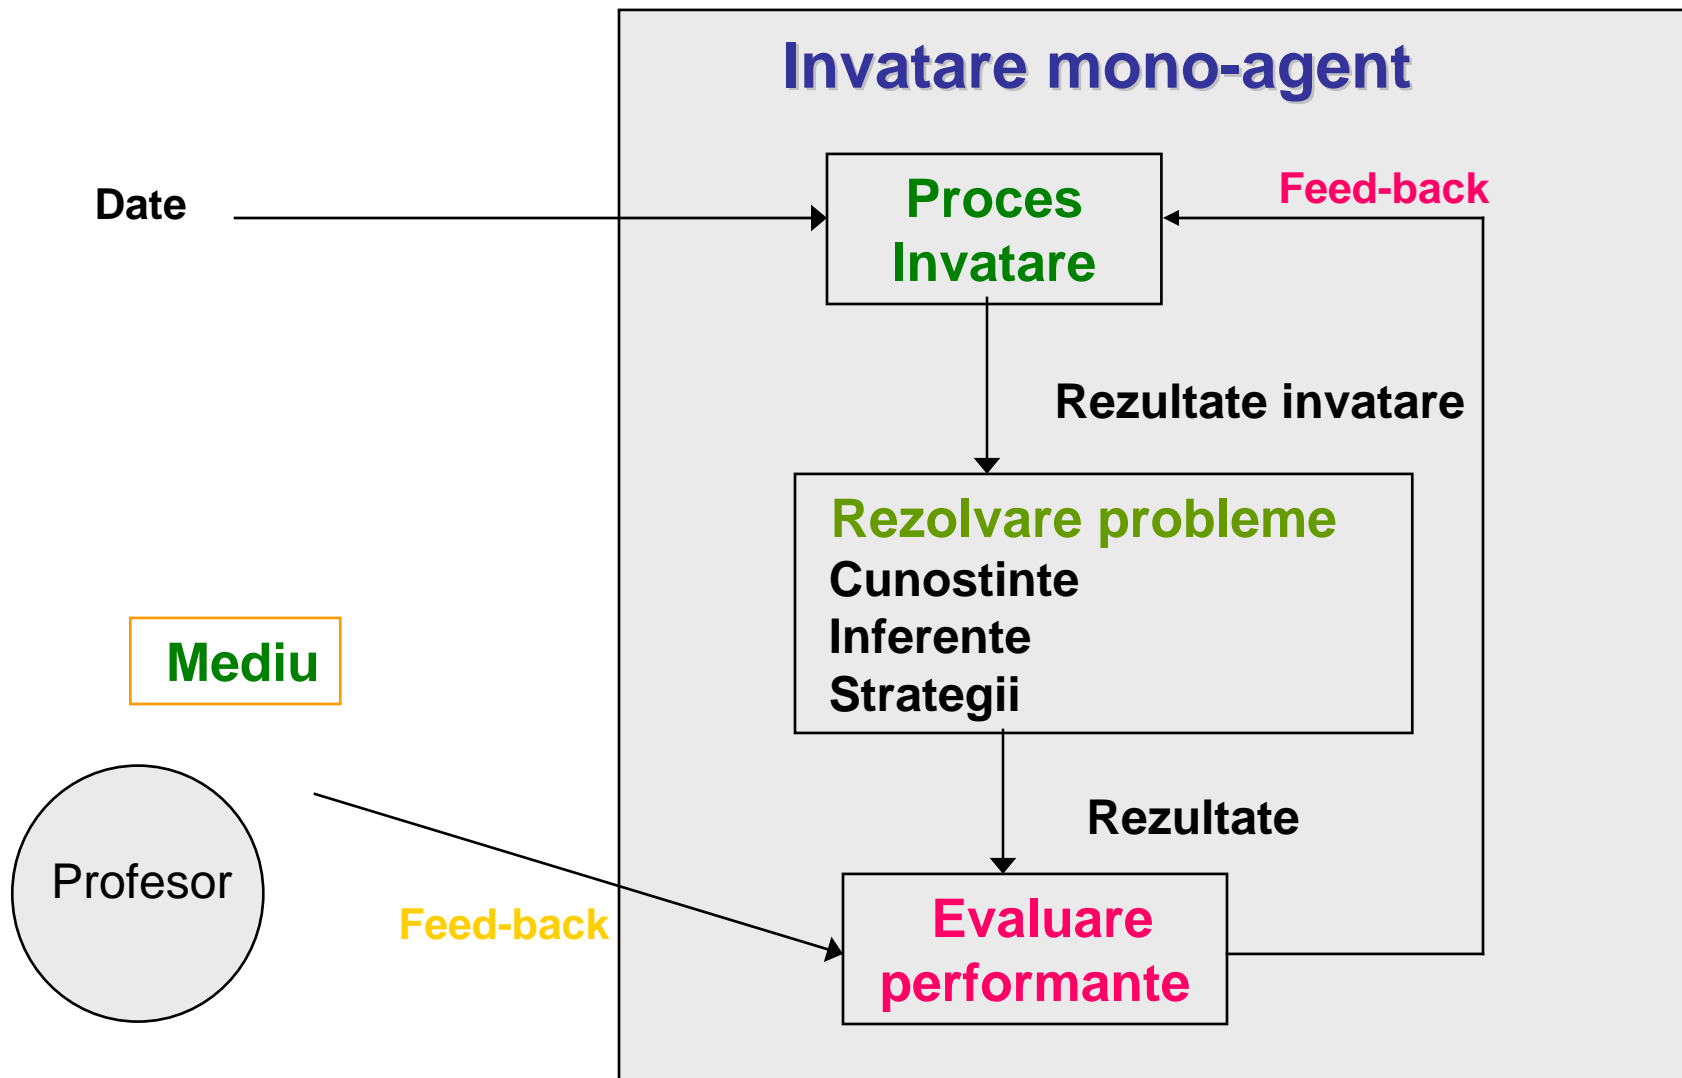 Invatare mono-agent
Date
Proces
Invatare
Feed-back
Rezultate invatare
Rezolvare probleme
Cunostinte
Inferente
Strategii
Mediu
Rezultate
Profesor
Feed-back
Evaluare
performante